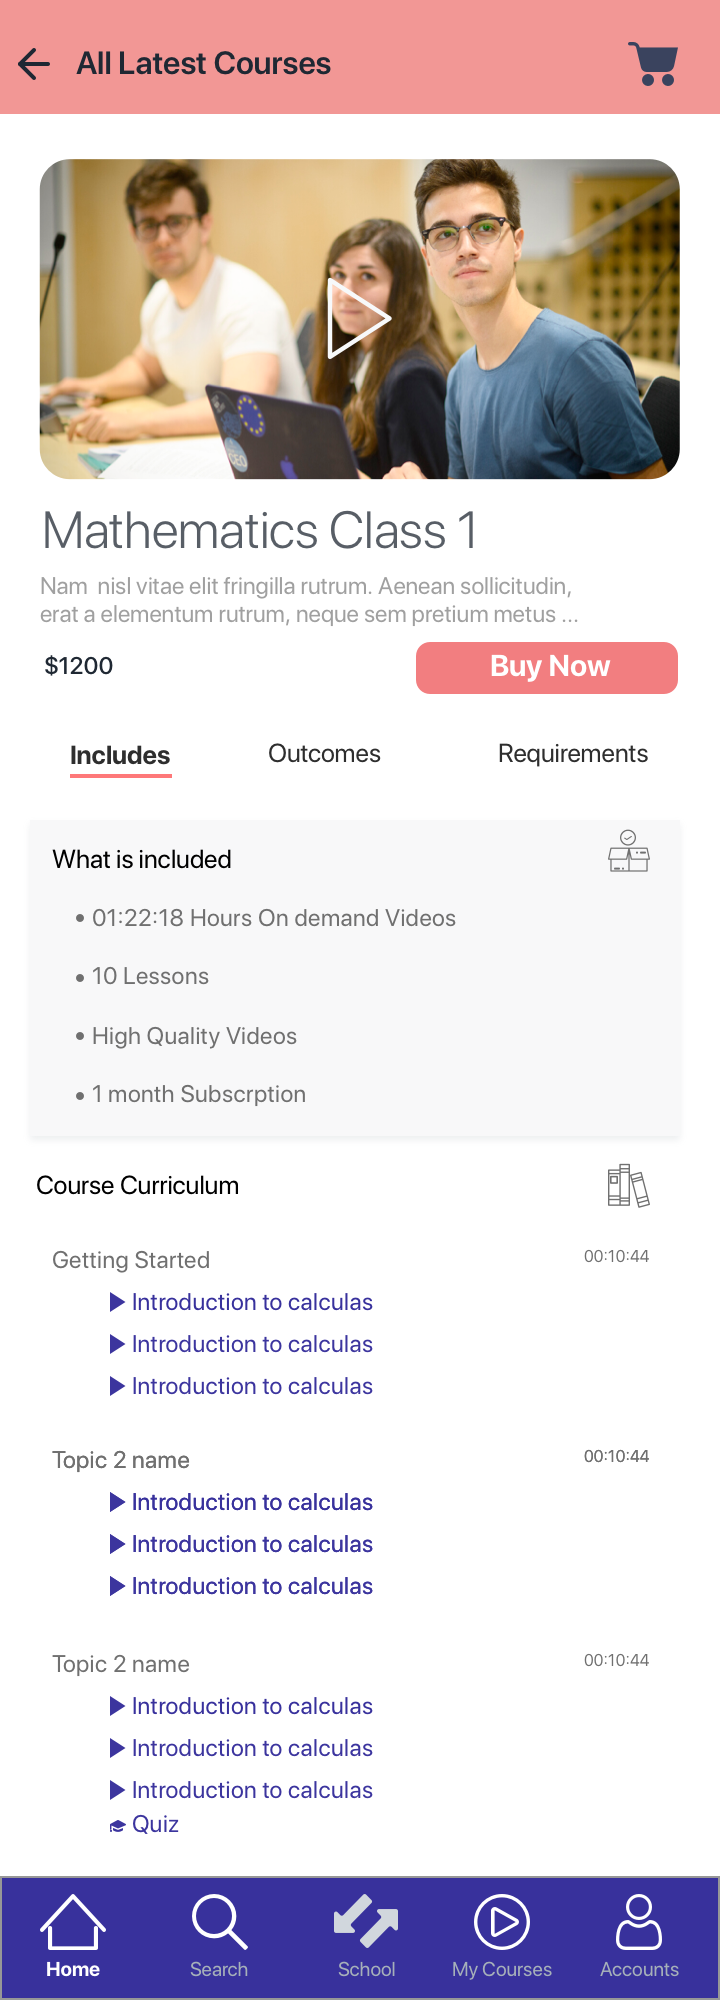 All Latest Courses
CEO
Mathematics Class 1
Nam  nisl vitae elit fringilla rutrum. Aenean sollicitudin,
erat a elementum rutrum, neque sem pretium metus ...
$1200
Buy Now
Includes
Outcomes
Requirements
What is included
• 01:22:18 Hours On demand Videos
• 10 Lessons
• High Quality Videos
• 1 month Subscrption
Course Curriculum
Getting Started
00:10:44
Introduction to calculas
Introduction to calculas
Introduction to calculas
Topic 2 name
00:10:44
Introduction to calculas
Introduction to calculas
Introduction to calculas
Topic 2 name
00:10:44
Introduction to calculas
Introduction to calculas
Introduction to calculas
Quiz
Home
Search
School
My Courses
Accounts